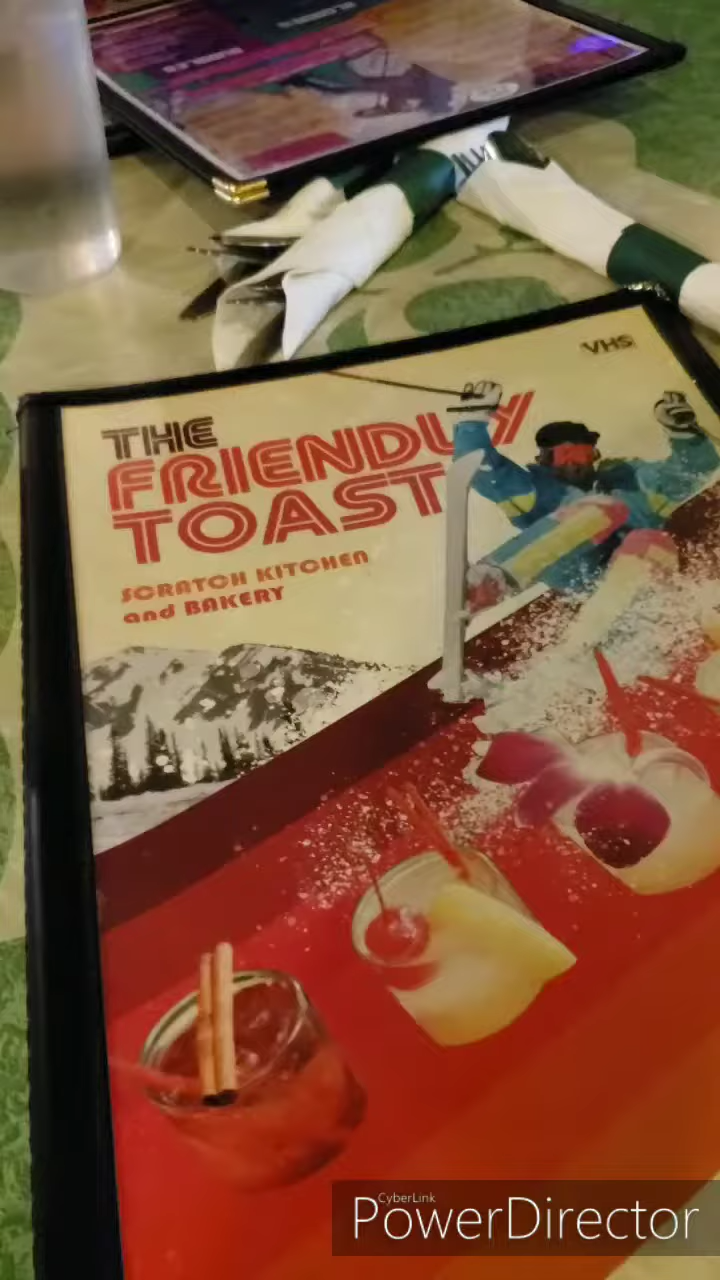 VHS
THE
FRIENDLY
TOAST
SCRATCH KITCHEN
and BAKERY
CyberLink
PowerDirector